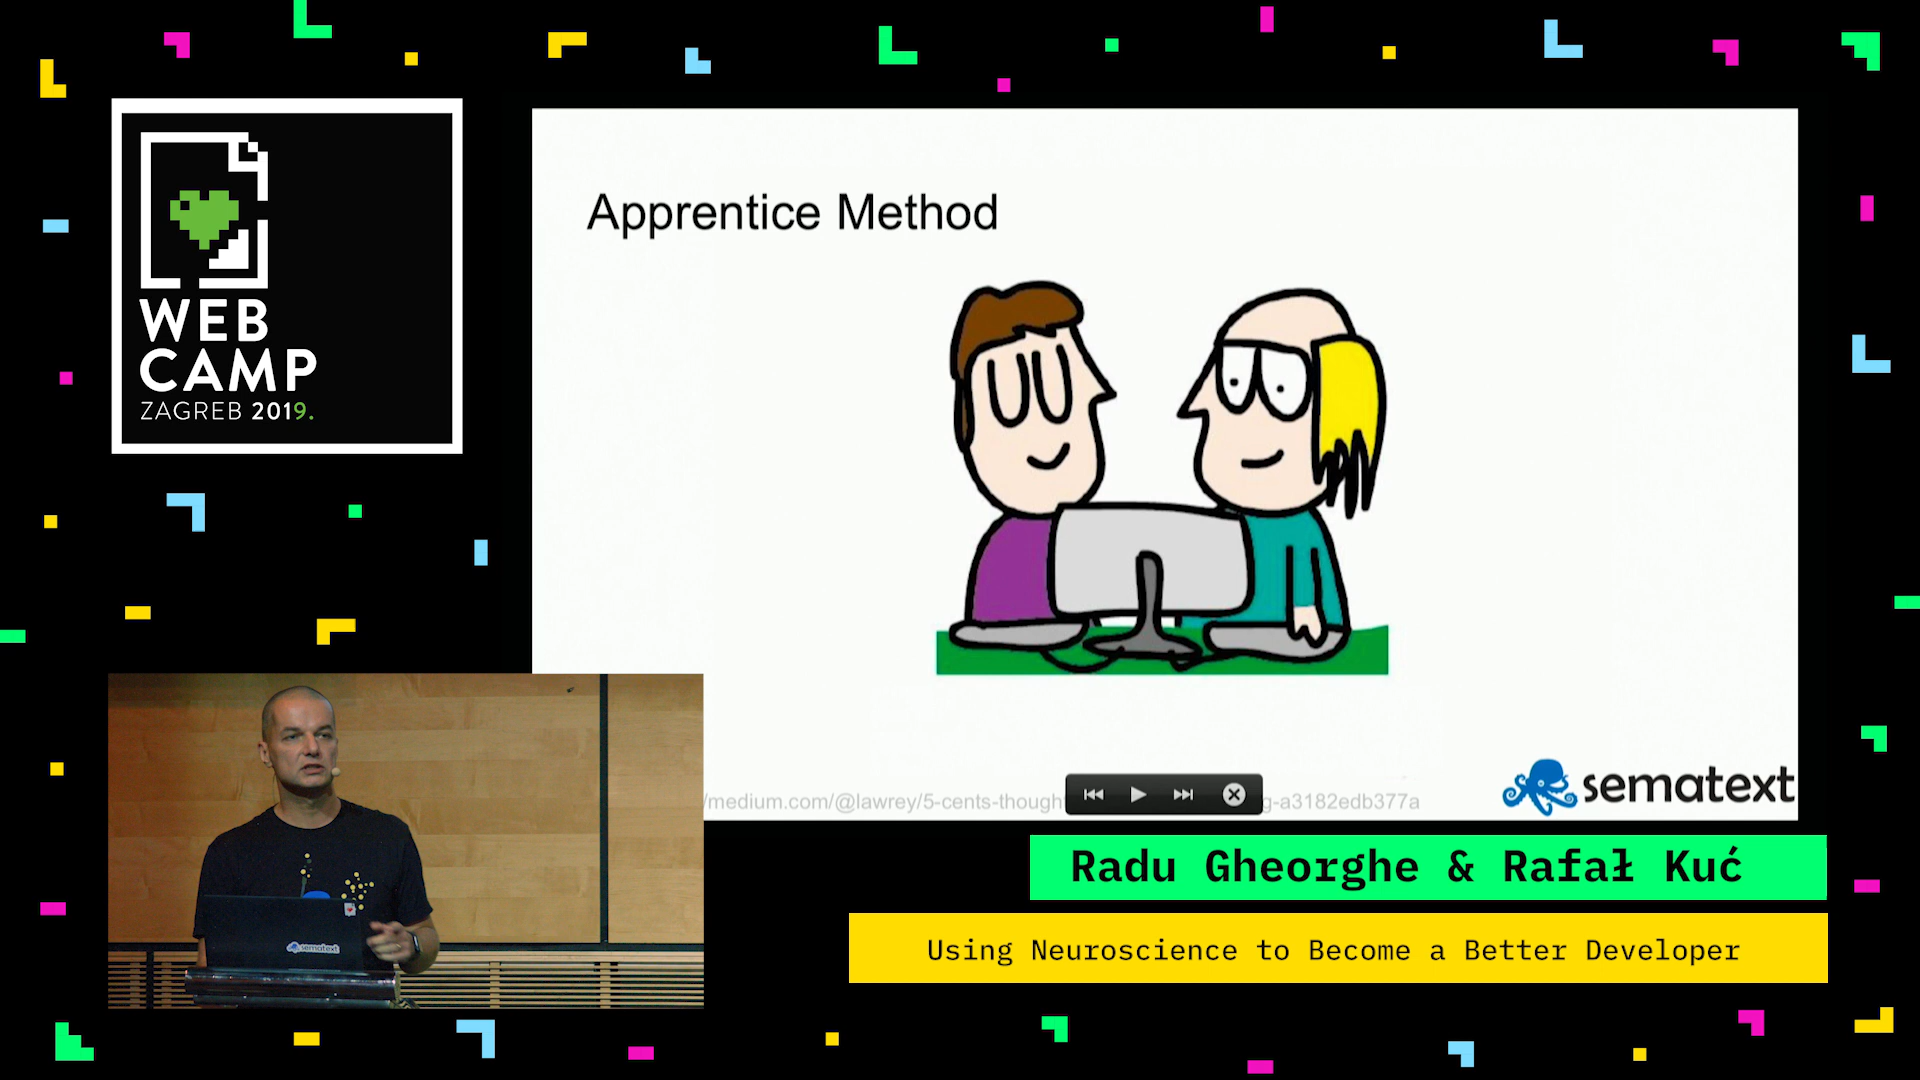 WEB
CAMP
ZAGREB 2019.
Apprentice Method
/medium.com/@lawrey/5-cents-though
g-a3182edb377a
sematext
sematext
Radu Gheorghe & Rafał Kuć
Using Neuroscience to Become a Better Developer